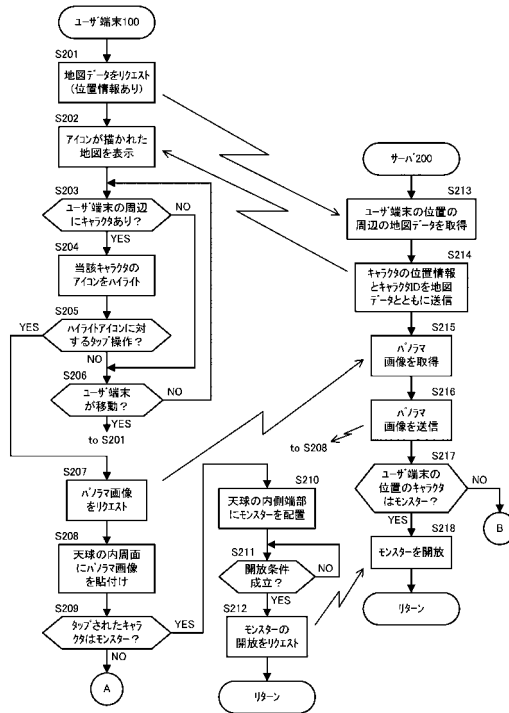 ユーザ端末100
S201
地図データをリクエスト
(位置情報あり)
S202
アイコンが描かれた
地図を表示
S203
ユーザ端末の周辺
にキャラクタあり？
NO
YES
S204
当該キャラクタの
アイコンをハイライト
S205
YES
ハイライトアイコンに対
するタップ操作？
NO
S206
ユーザ端末
が移動？
NO
YES
to S201
S207
パノラマ画像
をリクエスト
S208
天球の内周面
にパノラマ画像
を貼付け
S209
タップされたキャラ
クタはモンスター？
YES
NO
A
S210
天球の内側端部
にモンスターを配置
S211
開放条件
成立？
NO
YES
S212
モンスターの
開放をリクエスト
リターン
サーバ200
S213
ユーザ端末の位置の
周辺の地図データを取得
S214
キャラクタの位置情報
とキャラクタIDを地図
データとともに送信
S215
パノラマ
画像を取得
S216
パノラマ
画像を送信
to S208
S217
ユーザ端末の
位置のキャラクタ
はモンスター？
NO
B
YES
S218
モンスターを開放
リターン